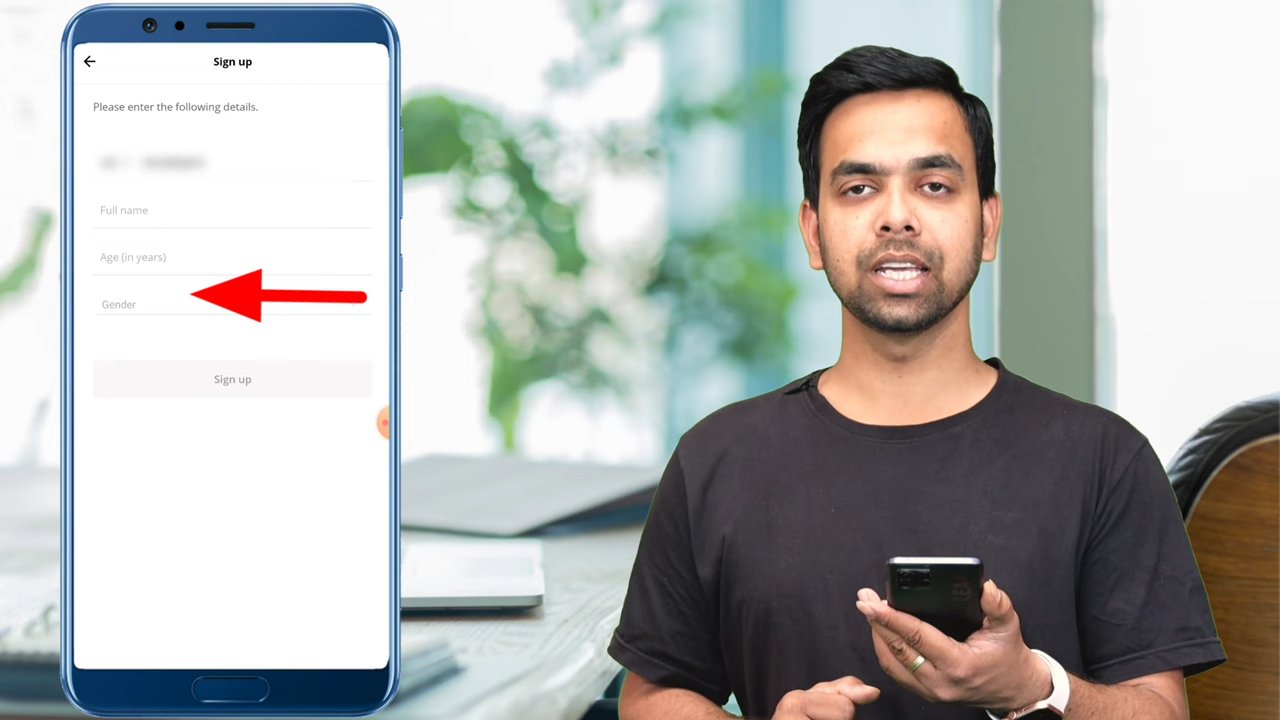 Sign up
Please enter the following details.
Full name
Age (in years)
Gender
Sign up